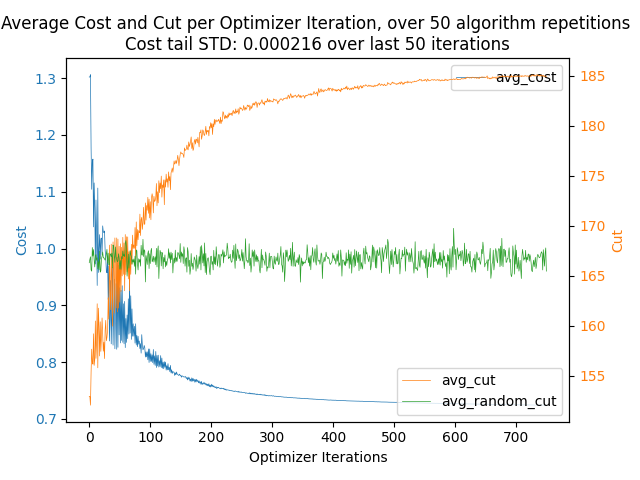 Average Cost and Cut per Optimizer Iteration, over 50 algorithm repetitions
Cost tail STD: 0.000216 over last 50 iterations
avg_cost
1.3
1.2
1.1
1.0
0.9
0.8
0.7
Cost
185
180
175
170
165
160
155
Cut
avg_cut
avg_random_cut
0
100
200
300
400
500
600
700
Optimizer Iterations